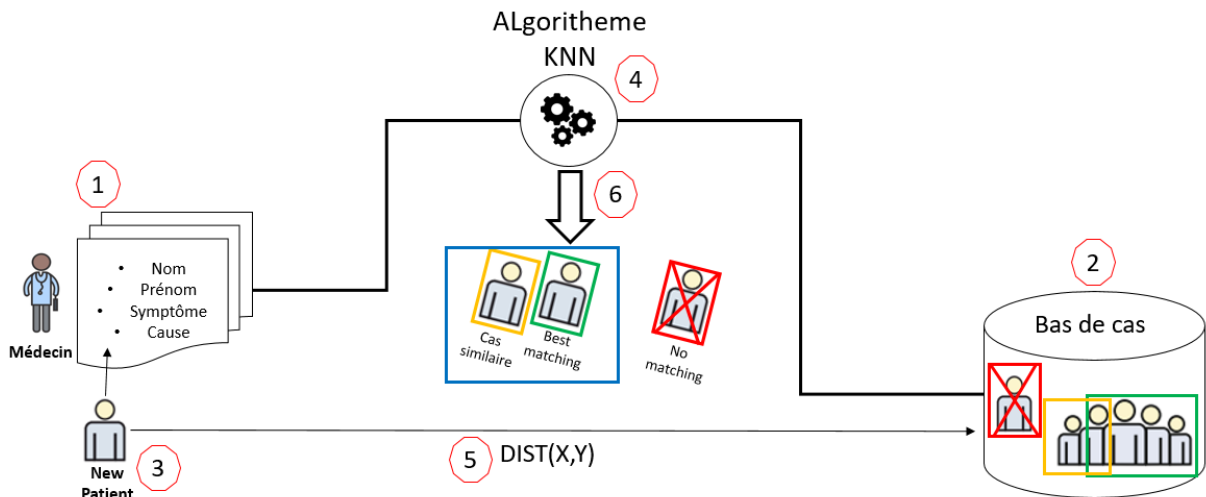 ALgoritheme
KNN
4
1
6
• Nom
• Prénom
• Symptôme
• Cause
Médecin
2
Bas de cas
Cas
similaire
Best
matching
No
matching
New
Patient
3
5
DIST(X,Y)